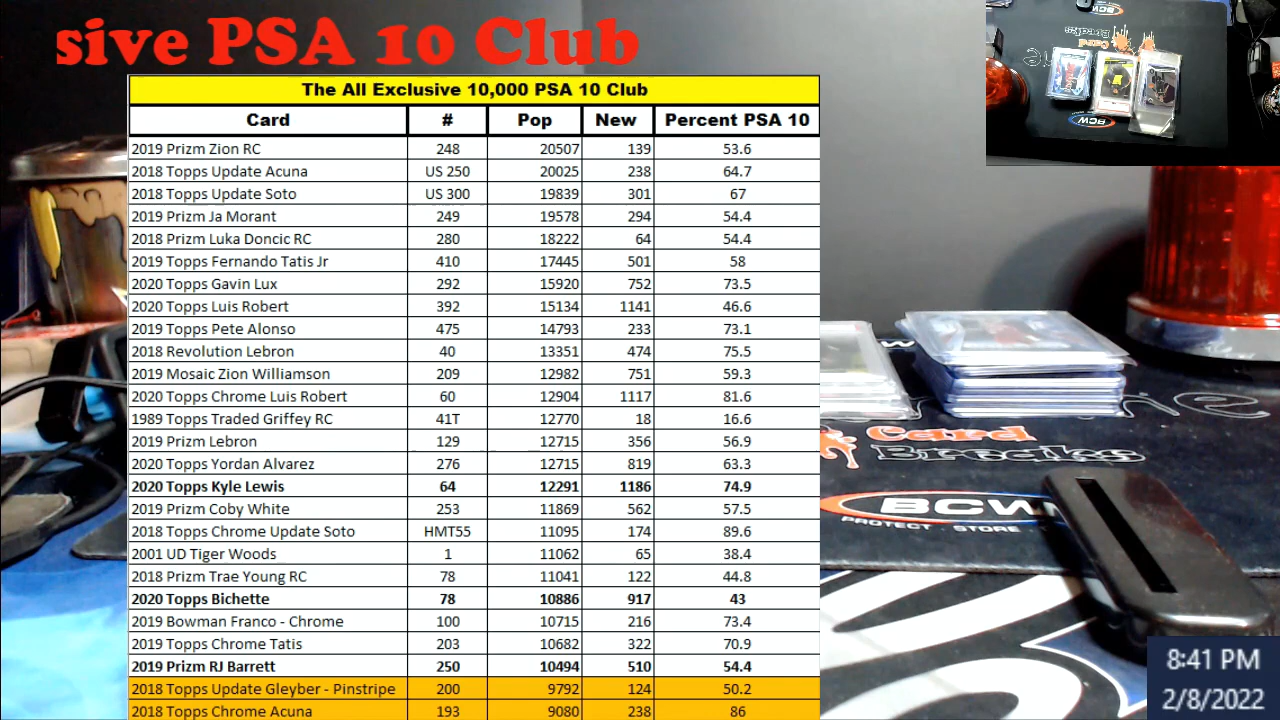 sive PSA 10 Club
The All Exclusive 10,000 PSA 10 Club
Card # Pop New Percent PSA 10
2019 Prizm Zion RC 248 20507 139 53.6
2018 Topps Update Acuna US 250 20025 238 64.7
2018 Topps Update Soto US 300 19839 301 67
2019 Prizm Ja Morant 249 19578 294 54.4
2018 Prizm Luka Doncic RC 280 18222 64 54.4
2019 Topps Fernando Tatis Jr 410 17445 501 58
2020 Topps Gavin Lux 292 15920 752 73.5
2020 Topps Luis Robert 392 15134 1141 46.6
2019 Topps Pete Alonso 475 14793 233 73.1
2018 Revolution Lebron 40 13351 474 75.5
2019 Mosaic Zion Williamson 209 12982 751 59.3
2020 Topps Chrome Luis Robert 60 12904 1117 81.6
1989 Topps Traded Griffey RC 41T 12770 18 16.6
2019 Prizm Lebron 129 12715 356 56.9
2020 Topps Yordan Alvarez 276 12715 819 63.3
2020 Topps Kyle Lewis 64 12291 1186 74.9
2019 Prizm Coby White 253 11869 562 57.5
2018 Topps Chrome Update Soto HMT55 11095 174 89.6
2001 UD Tiger Woods 1 11062 65 38.4
2018 Prizm Trae Young RC 78 11041 122 44.8
2020 Topps Bichette 78 10886 917 43
2019 Bowman Franco - Chrome 100 10715 216 73.4
2019 Topps Chrome Tatis 203 10682 322 70.9
2019 Prizm RJ Barrett 250 10494 510 54.4
2018 Topps Update Gleyber - Pinstripe 200 9792 124 50.2
2018 Topps Chrome Acuna 193 9080 238 86
BCW
Card
Breaks
BCW
Card
Breaks
BCW
PROTECT · STORE
8:41 PM
2/8/2022